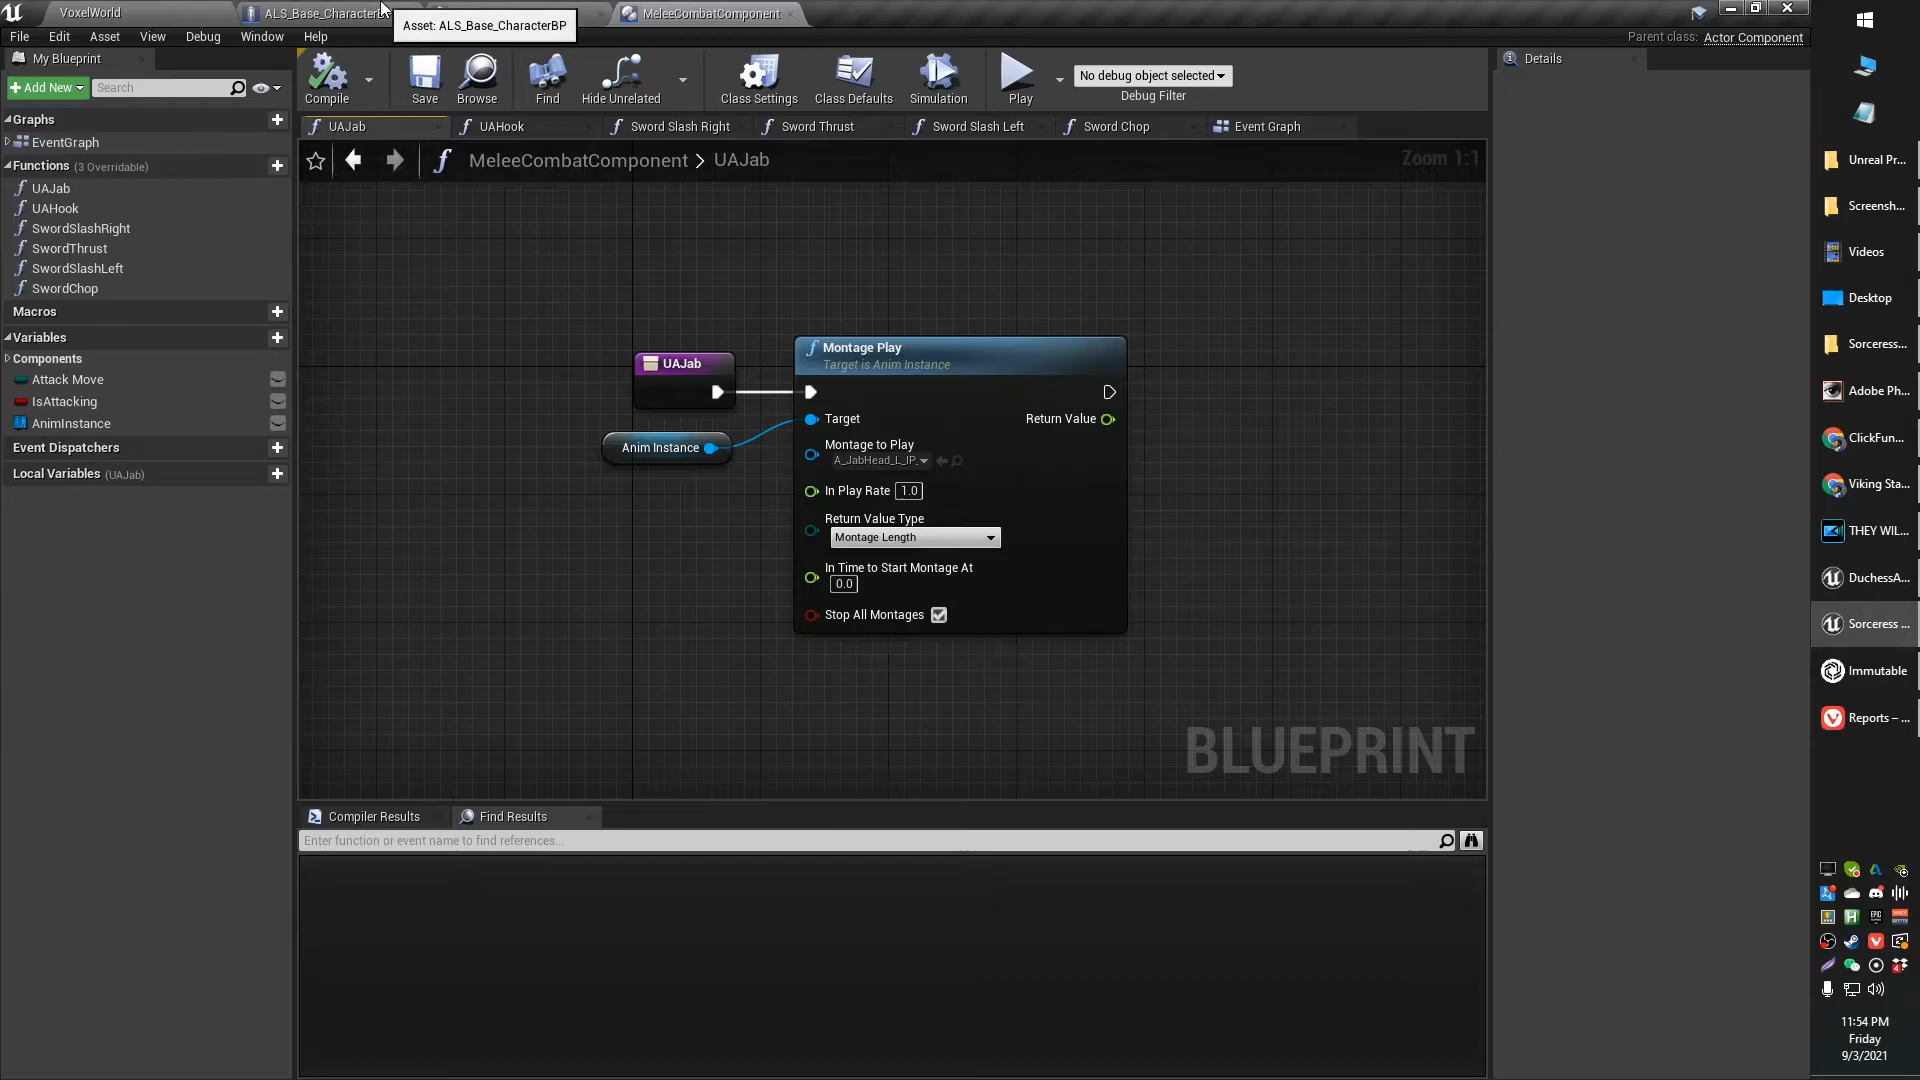 VoxelWorld
ALS_Base_Character
MeleeCombatComponent
Asset: ALS_Base_CharacterBP
File Edit Asset View Debug Window Help
Parent class: Actor Component
My Blueprint
Details
Add New
Search
Compile
Save
Browse
Find
Hide Unrelated
Class Settings
Class Defaults
Simulation
Play
No debug object selected
Debug Filter
UAJab
UAHook
Sword Slash Right
Sword Thrust
Sword Slash Left
Sword Chop
Event Graph
MeleeCombatComponent > UAJab
Zoom 1:1
Graphs
EventGraph
Functions (3 Overridable)
UAJab
UAHook
SwordSlashRight
SwordThrust
SwordSlashLeft
SwordChop
Macros
Variables
Components
Attack Move
IsAttacking
AnimInstance
Event Dispatchers
Local Variables (UAJab)
UAJab
Anim Instance
Montage Play
Target is Anim Instance
Target
Return Value
Montage to Play
A_JabHead_L_IP_
In Play Rate 1.0
Return Value Type
Montage Length
In Time to Start Montage At
0.0
Stop All Montages
BLUEPRINT
Compiler Results
Find Results
Enter function or event name to find references...
Unreal Pr...
Screensh...
Videos
Desktop
Sorceress...
Adobe Ph...
ClickFun...
Viking Sta...
THEY WIL...
DuchessA...
Sorceress ...
Immutable
Reports – ...
11:54 PM
Friday
9/3/2021